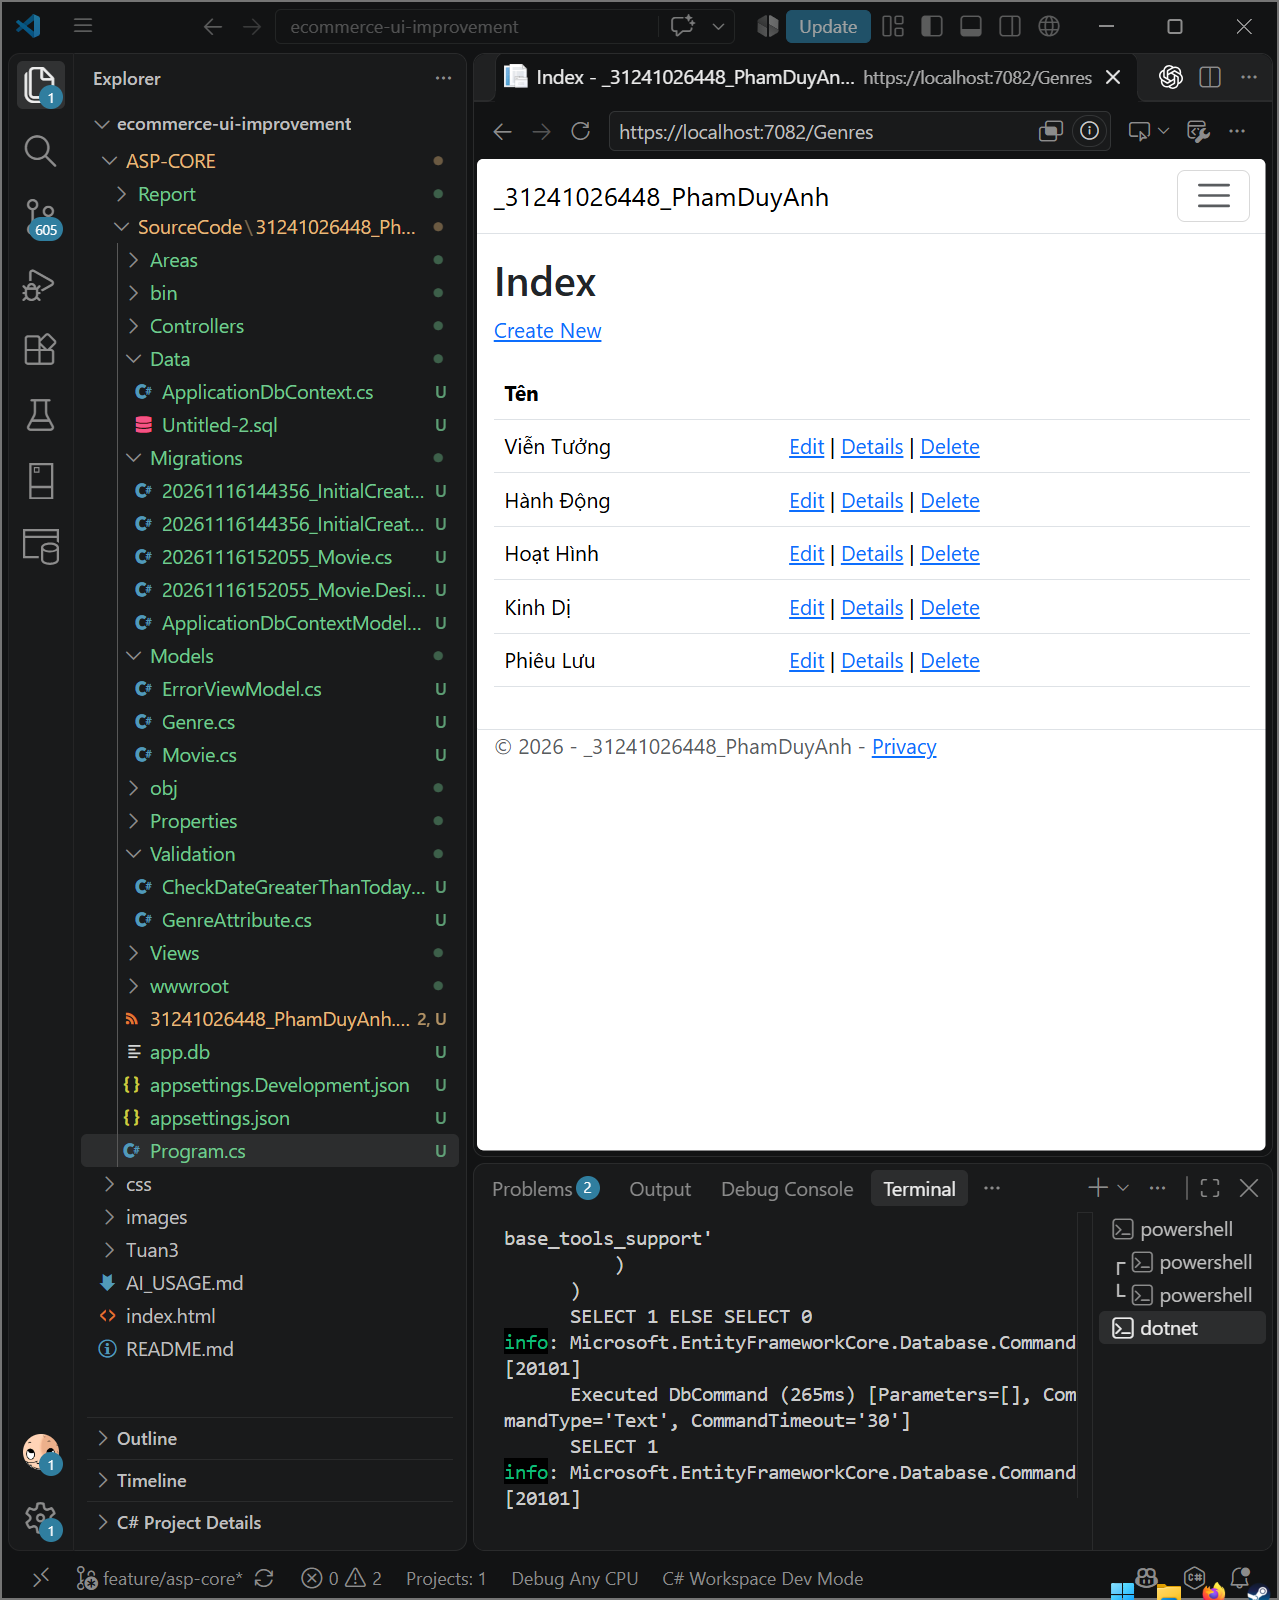 ecommerce-ui-improvement
Update
Explorer
1
ecommerce-ui-improvement
ASP-CORE
Report
SourceCode\31241026448_Ph...
605
Areas
bin
Controllers
Data
ApplicationDbContext.cs U
Untitled-2.sql U
Migrations
20261116144356_InitialCreat... U
20261116144356_InitialCreat... U
20261116152055_Movie.cs U
20261116152055_Movie.Desi... U
ApplicationDbContextModel... U
Models
ErrorViewModel.cs U
Genre.cs U
Movie.cs U
obj
Properties
Validation
CheckDateGreaterThanToday... U
GenreAttribute.cs U
Views
wwwroot
31241026448_PhamDuyAnh.... 2, U
app.db U
appsettings.Development.json U
appsettings.json U
Program.cs U
css
images
Tuan3
AI_USAGE.md
index.html
README.md
Outline
1
Timeline
C# Project Details
1
Index - _31241026448_PhamDuyAn... https://localhost:7082/Genres
https://localhost:7082/Genres
_31241026448_PhamDuyAnh
Index
Create New
Tên
Viễn Tưởng Edit | Details | Delete
Hành Động Edit | Details | Delete
Hoạt Hình Edit | Details | Delete
Kinh Dị Edit | Details | Delete
Phiêu Lưu Edit | Details | Delete
© 2026 - _31241026448_PhamDuyAnh - Privacy
Problems 2 Output Debug Console Terminal
base_tools_support'
)
)
SELECT 1 ELSE SELECT 0
info: Microsoft.EntityFrameworkCore.Database.Command
[20101]
Executed DbCommand (265ms) [Parameters=[], Com
mandType='Text', CommandTimeout='30']
SELECT 1
info: Microsoft.EntityFrameworkCore.Database.Command
[20101]
powershell
powershell
powershell
dotnet
feature/asp-core* 0 2 Projects: 1 Debug Any CPU C# Workspace Dev Mode